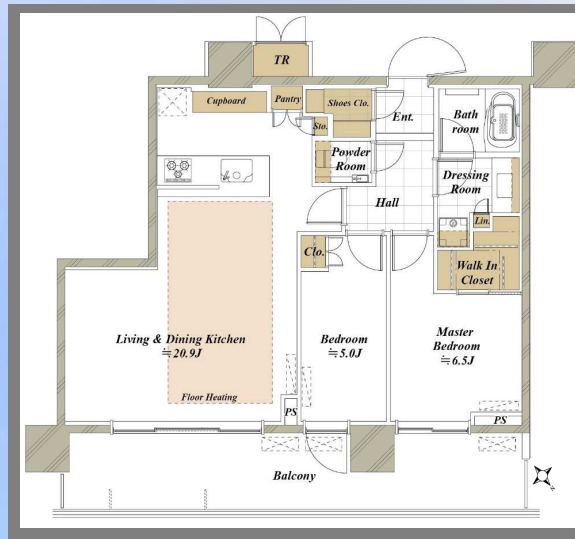 TR
Cupboard
Pantry
Shoes Clo.
Ent.
Bath
room
Sto.
Powder
Room
Dressing
Room
Hall
Lin.
Clo.
Walk In
Closet
Living & Dining Kitchen
≒20.9J
Bedroom
≒5.0J
Master
Bedroom
≒6.5J
Floor Heating
PS
PS
Balcony